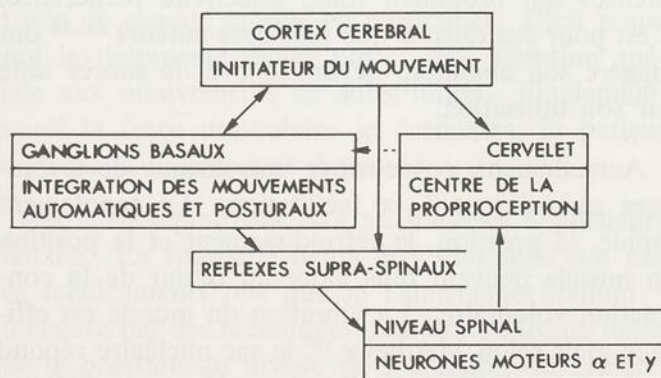 CORTEX CEREBRAL
INITIATEUR DU MOUVEMENT
GANGLIONS BASAUX
INTEGRATION DES MOUVEMENTS
AUTOMATIQUES ET POSTURAUX
CERVELET
CENTRE DE LA
PROPRIOCEPTION
REFLEXES SUPRA-SPINAUX
NIVEAU SPINAL
NEURONES MOTEURS α ET γ